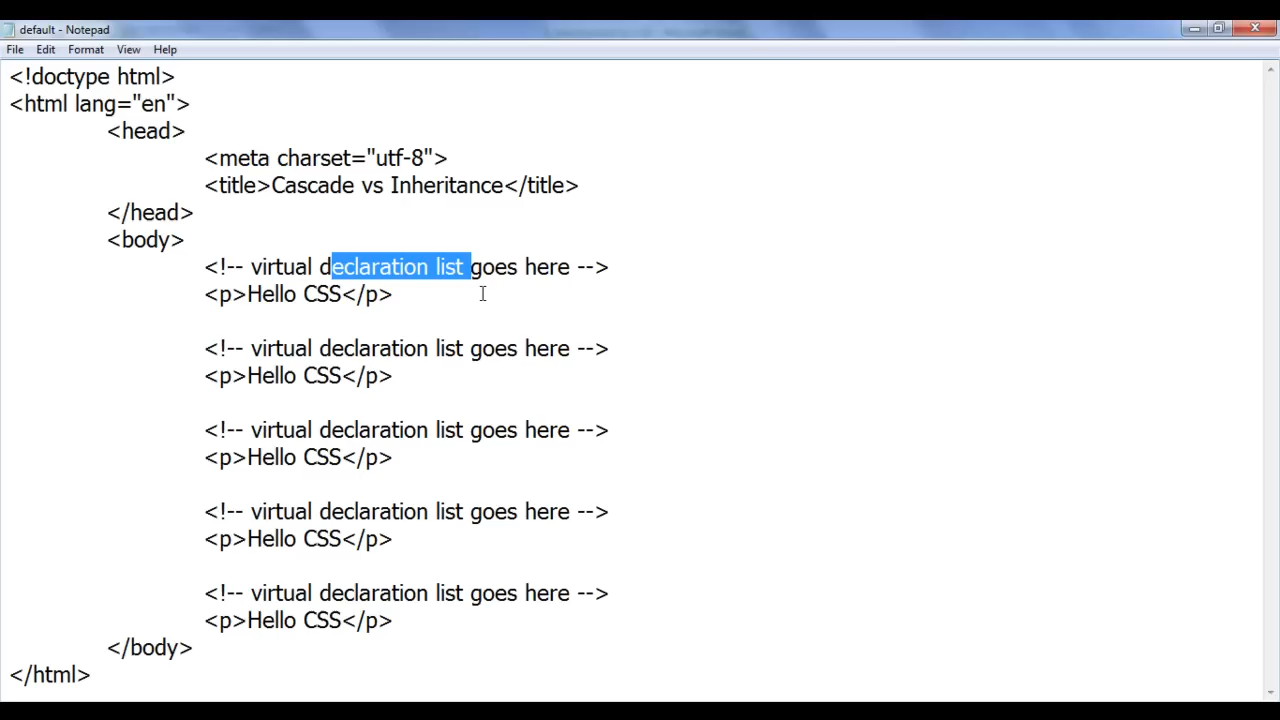 default - Notepad
File Edit Format View Help
<!doctype html>
<html lang="en">
<head>
<meta charset="utf-8">
<title>Cascade vs Inheritance</title>
</head>
<body>
<!-- virtual declaration list goes here -->
<p>Hello CSS</p>
<!-- virtual declaration list goes here -->
<p>Hello CSS</p>
<!-- virtual declaration list goes here -->
<p>Hello CSS</p>
<!-- virtual declaration list goes here -->
<p>Hello CSS</p>
<!-- virtual declaration list goes here -->
<p>Hello CSS</p>
</body>
</html>